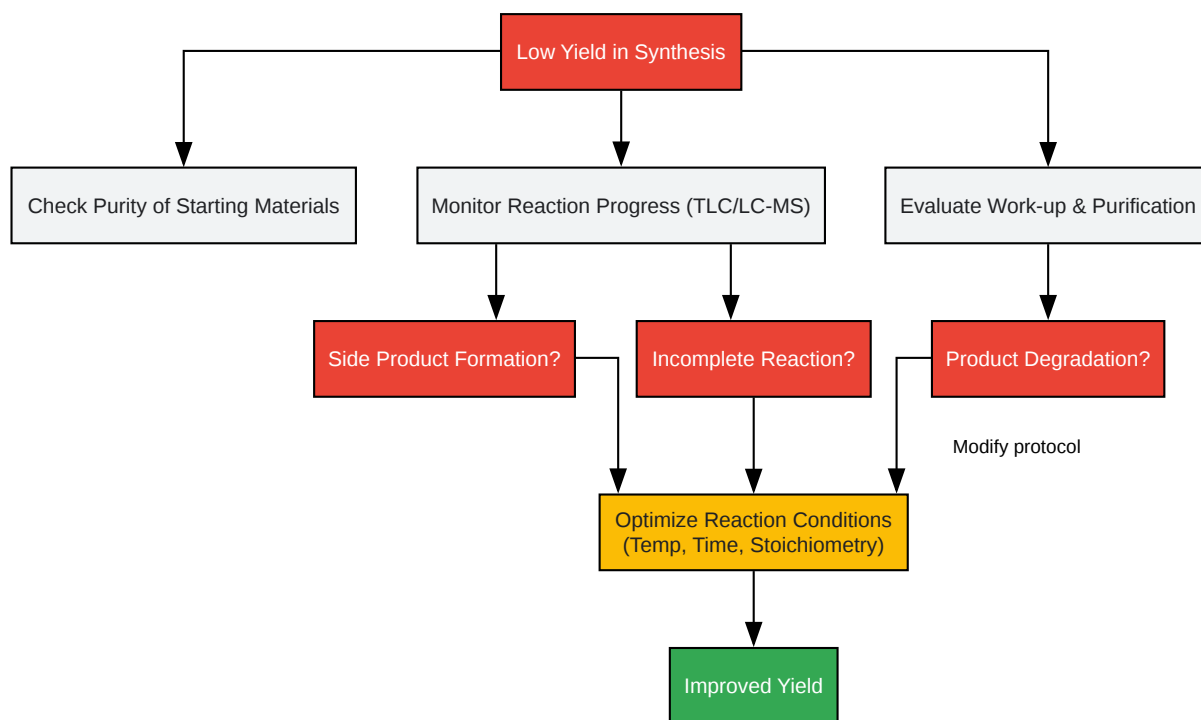 Low Yield in Synthesis
Check Purity of Starting Materials
Monitor Reaction Progress (TLC/LC-MS)
Evaluate Work-up & Purification
Side Product Formation?
Incomplete Reaction?
Product Degradation?
Modify protocol
Optimize Reaction Conditions
(Temp, Time, Stoichiometry)
Improved Yield